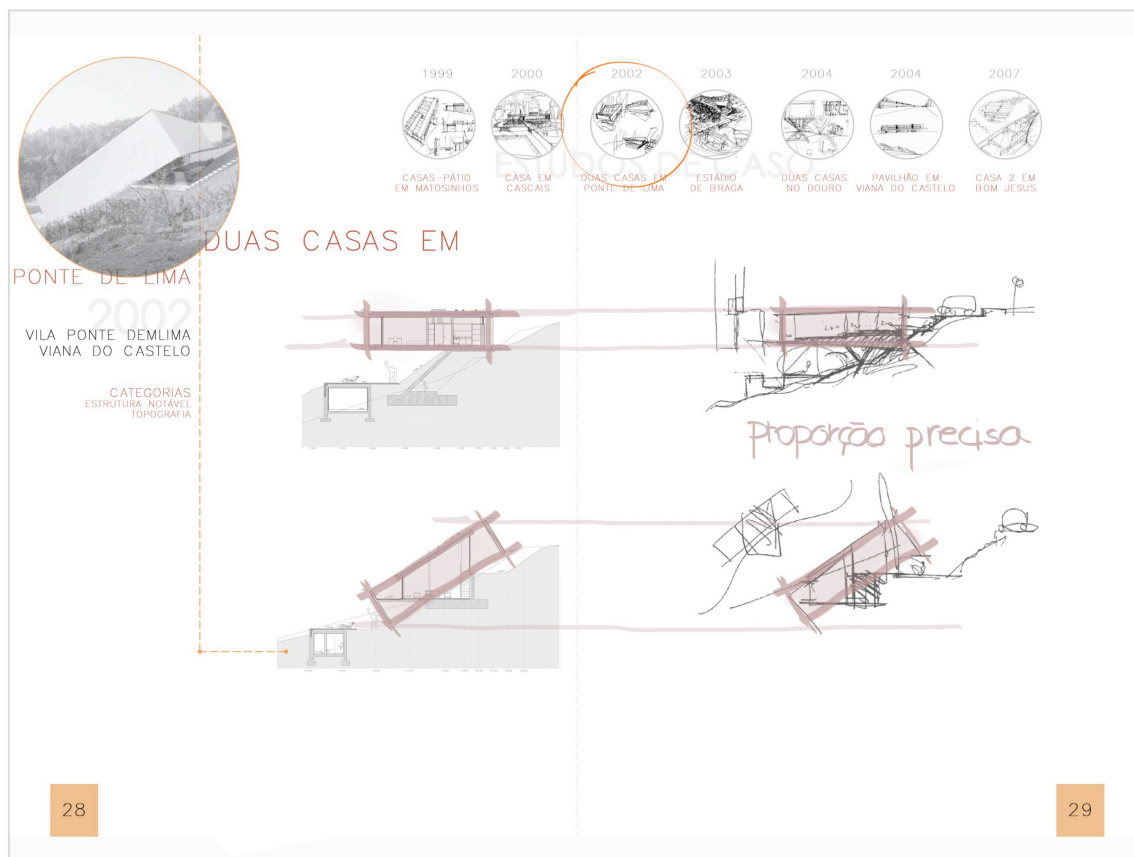 1999
2000
2002
2003
2004
2004
2007
ESTUDOS DE CASO
CASAS-PÁTIO
EM MATOSINHOS
CASA EM
CASCAIS
DUAS CASAS EM
PONTE DE LIMA
ESTÁDIO
DE BRAGA
DUAS CASAS
NO DOURO
PAVILHÃO EM
VIANA DO CASTELO
CASA 2 EM
BOM JESUS
DUAS CASAS EM
PONTE DE LIMA
2002
VILA PONTE DEMLIMA
VIANA DO CASTELO
CATEGORIAS
ESTRUTURA NOTÁVEL
TOPOGRAFIA
proporção precisa
28
29